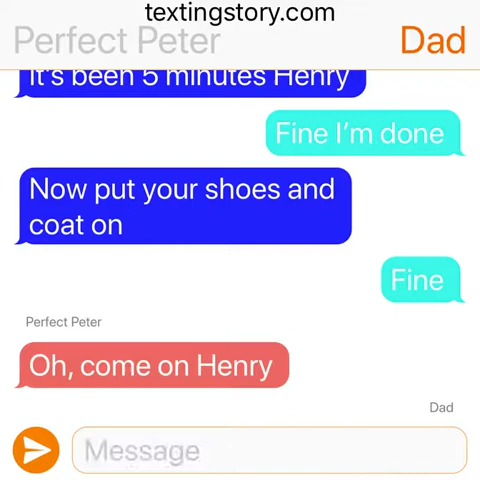 textingstory.com
Perfect Peter
Dad
It's been 5 minutes Henry
Fine I'm done
Now put your shoes and
coat on
Fine
Perfect Peter
Oh, come on Henry
Dad
Message